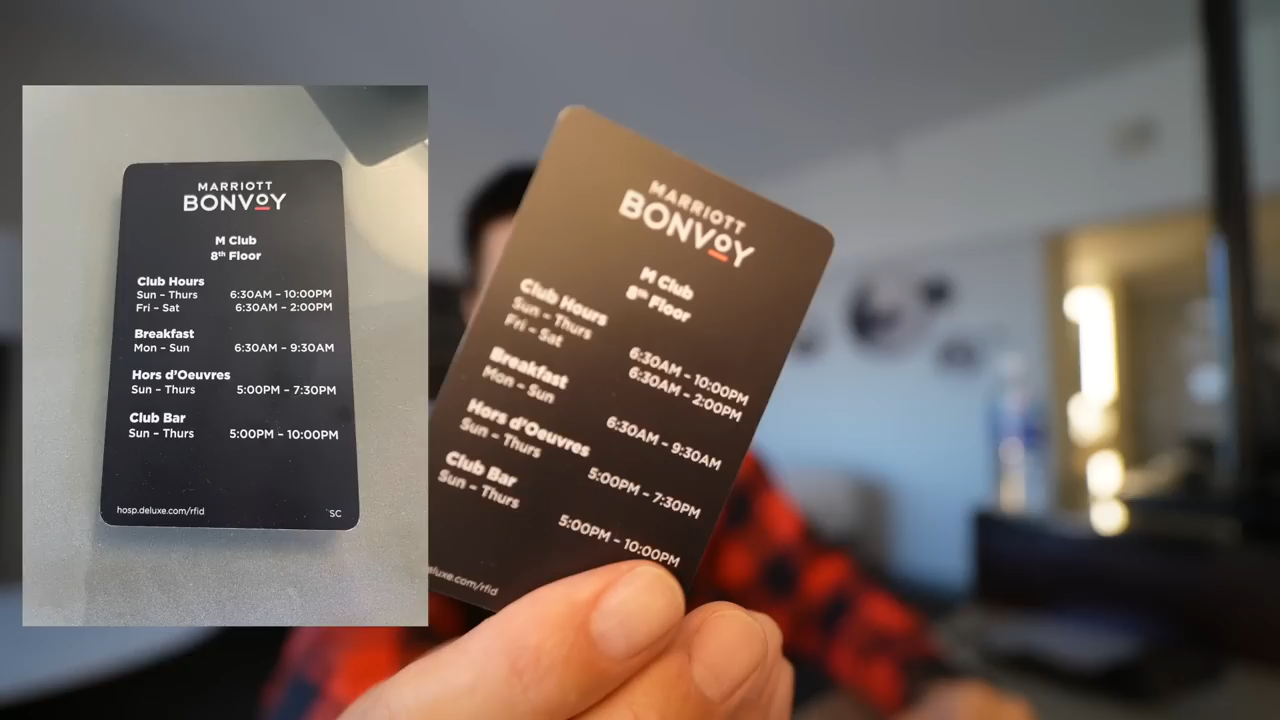 MARRIOTT
BONVOY
M Club
8th Floor
Club Hours
Sun – Thurs 6:30AM – 10:00PM
Fri – Sat 6:30AM – 2:00PM
Breakfast
Mon – Sun 6:30AM – 9:30AM
Hors d'Oeuvres
Sun – Thurs 5:00PM – 7:30PM
Club Bar
Sun – Thurs 5:00PM – 10:00PM
hosp.deluxe.com/rfid SC
MARRIOTT
BONVOY
M Club
8th Floor
Club Hours
Sun – Thurs 6:30AM – 10:00PM
Fri – Sat 6:30AM – 2:00PM
Breakfast
Mon – Sun 6:30AM – 9:30AM
Hors d'Oeuvres
Sun – Thurs 5:00PM – 7:30PM
Club Bar
Sun – Thurs 5:00PM – 10:00PM
eluxe.com/rfid